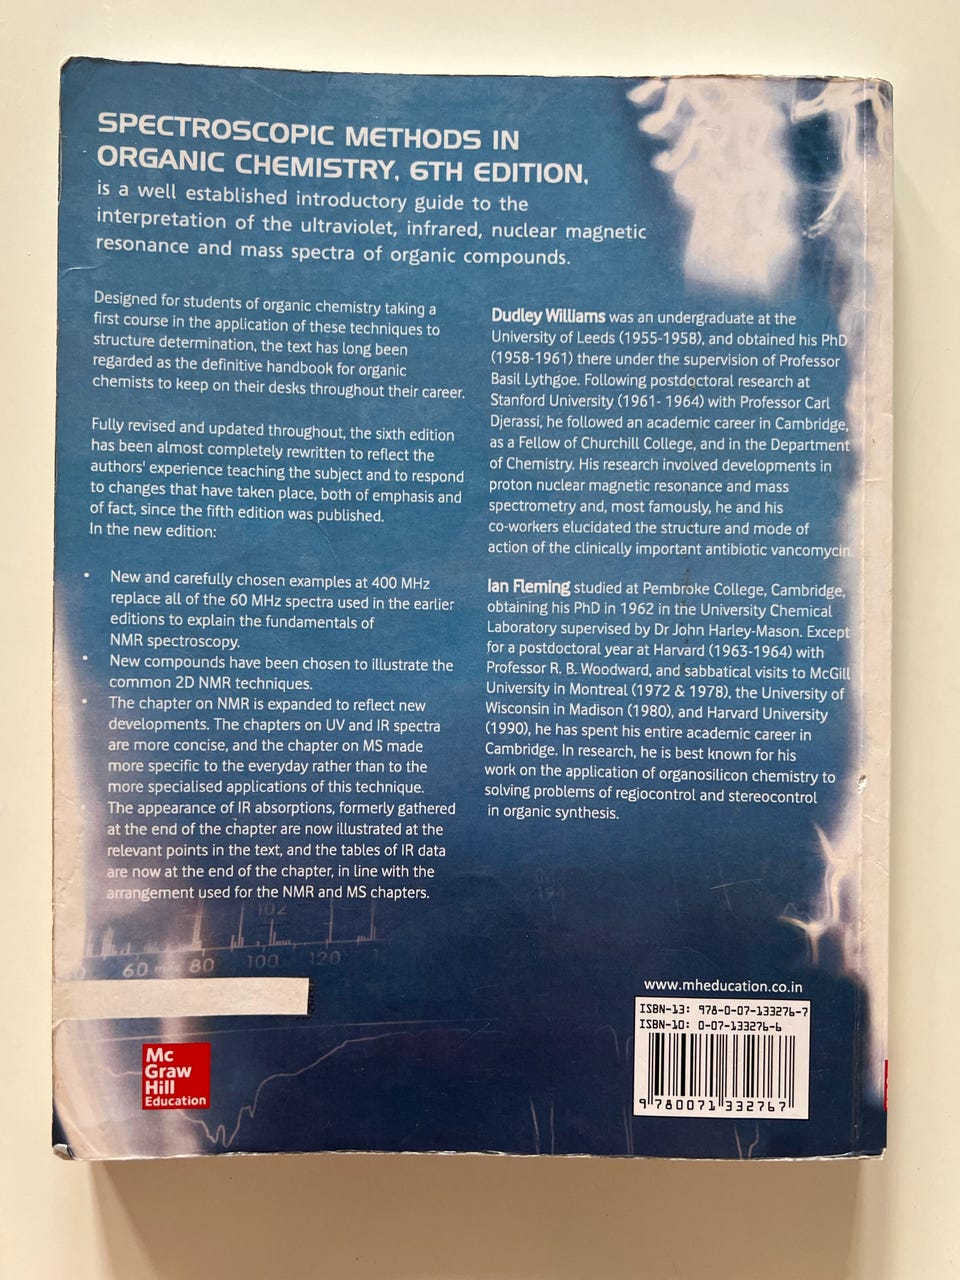 SPECTROSCOPIC METHODS IN
ORGANIC CHEMISTRY, 6TH EDITION,
is a well established introductory guide to the
interpretation of the ultraviolet, infrared, nuclear magnetic
resonance and mass spectra of organic compounds.
Designed for students of organic chemistry taking a
first course in the application of these techniques to
structure determination, the text has long been
regarded as the definitive handbook for organic
chemists to keep on their desks throughout their career.
Fully revised and updated throughout, the sixth edition
has been almost completely rewritten to reflect the
authors' experience teaching the subject and to respond
to changes that have taken place, both of emphasis and
of fact, since the fifth edition was published.
In the new edition:
• New and carefully chosen examples at 400 MHz
replace all of the 60 MHz spectra used in the earlier
editions to explain the fundamentals of
NMR spectroscopy.
• New compounds have been chosen to illustrate the
common 2D NMR techniques.
• The chapter on NMR is expanded to reflect new
developments. The chapters on UV and IR spectra
are more concise, and the chapter on MS made
more specific to the everyday rather than to the
more specialised applications of this technique.
The appearance of IR absorptions, formerly gathered
at the end of the chapter are now illustrated at the
relevant points in the text, and the tables of IR data
are now at the end of the chapter, in line with the
arrangement used for the NMR and MS chapters.
Dudley Williams was an undergraduate at the
University of Leeds (1955-1958), and obtained his PhD
(1958-1961) there under the supervision of Professor
Basil Lythgoe. Following postdoctoral research at
Stanford University (1961- 1964) with Professor Carl
Djerassi, he followed an academic career in Cambridge,
as a Fellow of Churchill College, and in the Department
of Chemistry. His research involved developments in
proton nuclear magnetic resonance and mass
spectrometry and, most famously, he and his
co-workers elucidated the structure and mode of
action of the clinically important antibiotic vancomycin.
Ian Fleming studied at Pembroke College, Cambridge,
obtaining his PhD in 1962 in the University Chemical
Laboratory supervised by Dr John Harley-Mason. Except
for a postdoctoral year at Harvard (1963-1964) with
Professor R. B. Woodward, and sabbatical visits to McGill
University in Montreal (1972 & 1978), the University of
Wisconsin in Madison (1980), and Harvard University
(1990), he has spent his entire academic career in
Cambridge. In research, he is best known for his
work on the application of organosilicon chemistry to
solving problems of regiocontrol and stereocontrol
in organic synthesis.
102
60 m/z 80 100 120
www.mheducation.co.in
ISBN-13: 978-0-07-133276-7
ISBN-10: 0-07-133276-6
9 780071 332767
Mc
Graw
Hill
Education